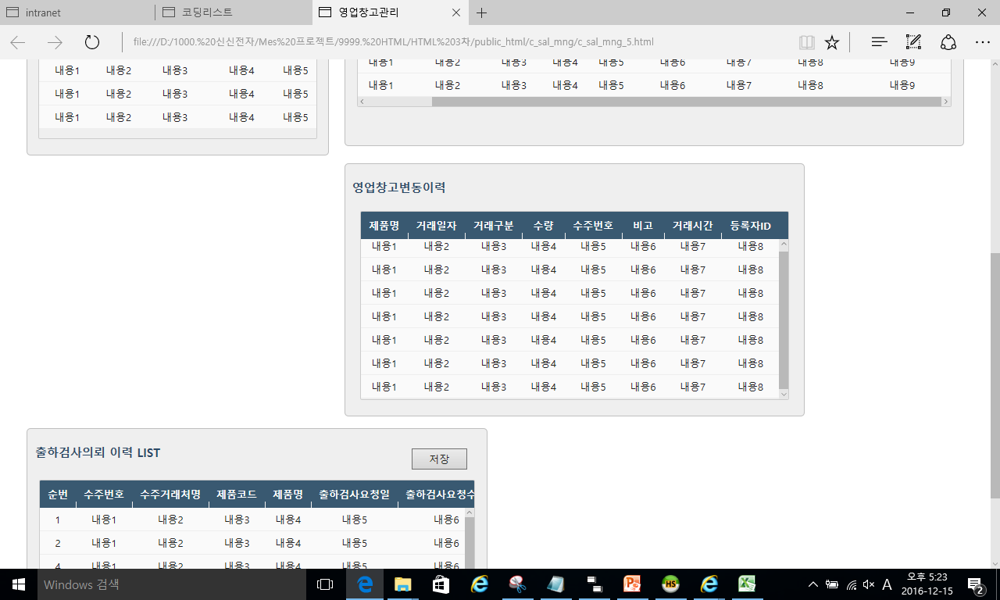 intranet
코딩리스트
영업창고관리
file:///D:/1000.%20신신전자/Mes%20프로젝트/9999.%20HTML/HTML%203차/public_html/c_sal_mng/c_sal_mng_5.html
내용1 내용2 내용3 내용4 내용5
내용1 내용2 내용3 내용4 내용5
내용1 내용2 내용3 내용4 내용5
내용1 내용2 내용3 내용4 내용5 내용6 내용7 내용8 내용9
내용1 내용2 내용3 내용4 내용5 내용6 내용7 내용8 내용9
영업창고변동이력
제품명 거래일자 거래구분 수량 수주번호 비고 거래시간 등록자ID
내용1 내용2 내용3 내용4 내용5 내용6 내용7 내용8
내용1 내용2 내용3 내용4 내용5 내용6 내용7 내용8
내용1 내용2 내용3 내용4 내용5 내용6 내용7 내용8
내용1 내용2 내용3 내용4 내용5 내용6 내용7 내용8
내용1 내용2 내용3 내용4 내용5 내용6 내용7 내용8
내용1 내용2 내용3 내용4 내용5 내용6 내용7 내용8
내용1 내용2 내용3 내용4 내용5 내용6 내용7 내용8
출하검사의뢰 이력 LIST
저장
순번 수주번호 수주거래처명 제품코드 제품명 출하검사요청일 출하검사요청수
1 내용1 내용2 내용3 내용4 내용5 내용6
2 내용1 내용2 내용3 내용4 내용5 내용6
4 내용1 내용2 내용3 내용4 내용5 내용6
Windows 검색
HS
A
오후 5:23
2016-12-15
2